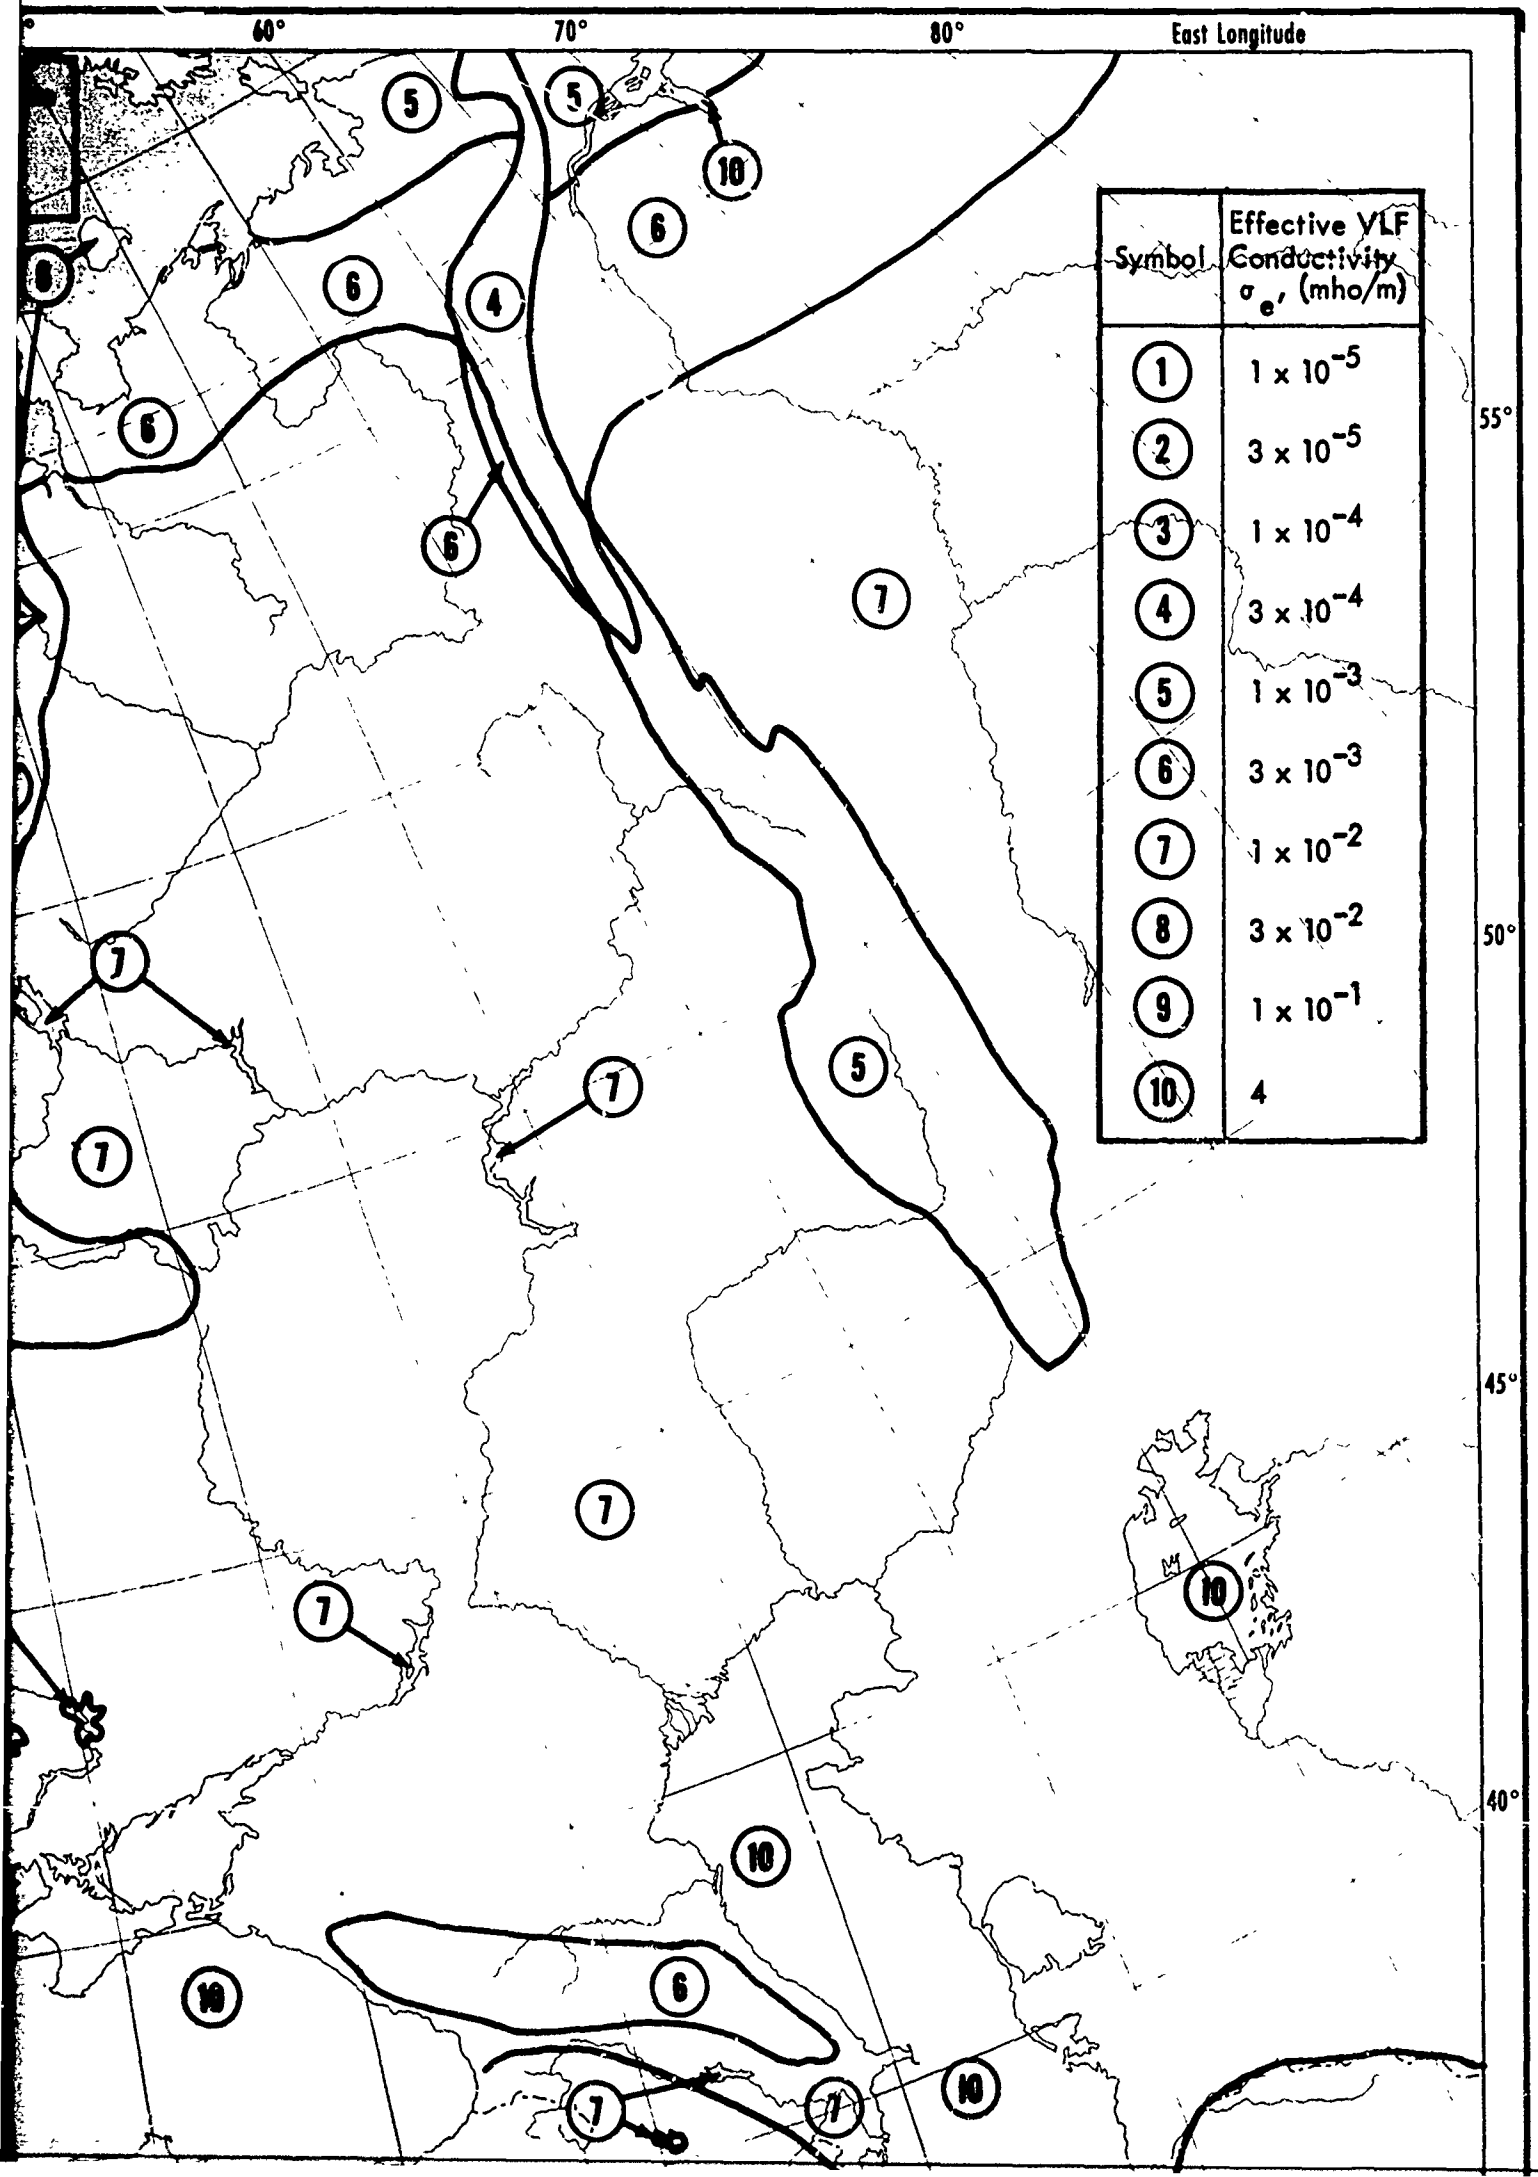 60° 70° 80° East Longitude
5 5
10
6
6
6 4
6
6
7
7
7
7
5
7
7
10
10
6
10
10
7 7
Symbol Effective VLF
Conductivity
σe, (mho/m)
1 1 x 10-5
2 3 x 10-5
3 1 x 10-4
4 3 x 10-4
5 1 x 10-3
6 3 x 10-3
7 1 x 10-2
8 3 x 10-2
9 1 x 10-1
10 4
55°
50°
45°
40°